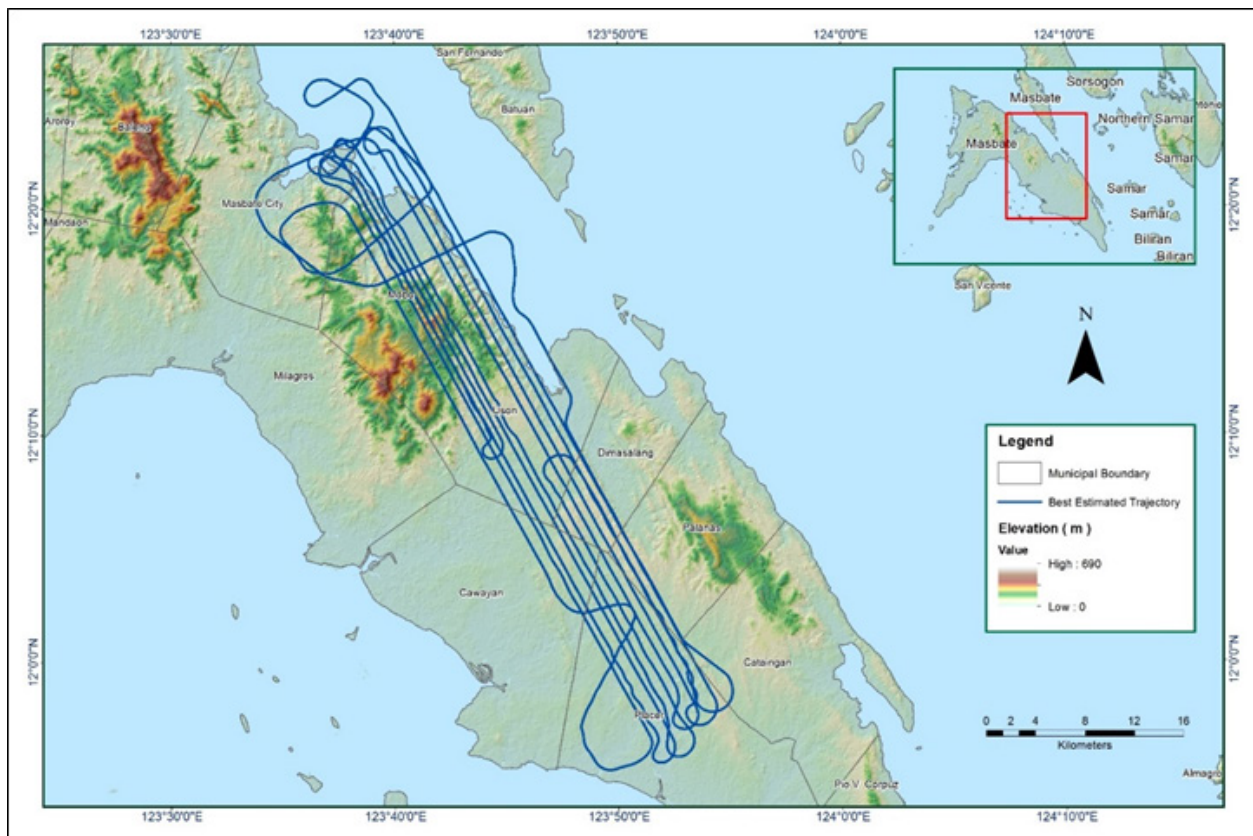 123°30'0"E
123°40'0"E
123°50'0"E
124°0'0"E
124°10'0"E
San Fernando
Batuan
Aroroy
Baleno
Masbate City
Mandaon
Mobo
Milagros
Uson
Dimasalang
Palanas
Cawayan
Cataingan
Placer
Pio V. Corpuz
Almagro
San Vicente
Sorsogon
Masbate
Northern Samar
Masbate
Samar
Samar
Samar
Biliran
Biliran
N
Legend
Municipal Boundary
Best Estimated Trajectory
Elevation ( m )
Value
High : 690
Low : 0
0 2 4 8 12 16
Kilometers
12°20'0"N
12°10'0"N
12°0'0"N
12°20'0"N
12°10'0"N
12°0'0"N
123°30'0"E
123°40'0"E
123°50'0"E
124°0'0"E
124°10'0"E